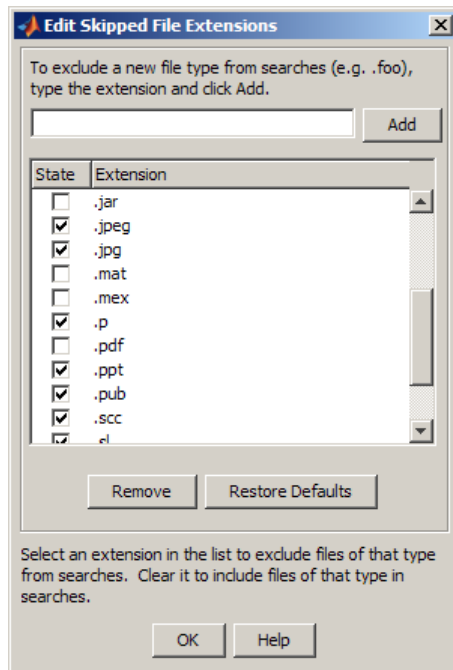 Edit Skipped File Extensions
To exclude a new file type from searches (e.g. .foo),
type the extension and click Add.
Add
State Extension
.jar
.jpeg
.jpg
.mat
.mex
.p
.pdf
.ppt
.pub
.scc
Remove Restore Defaults
Select an extension in the list to exclude files of that type
from searches. Clear it to include files of that type in
searches.
OK Help